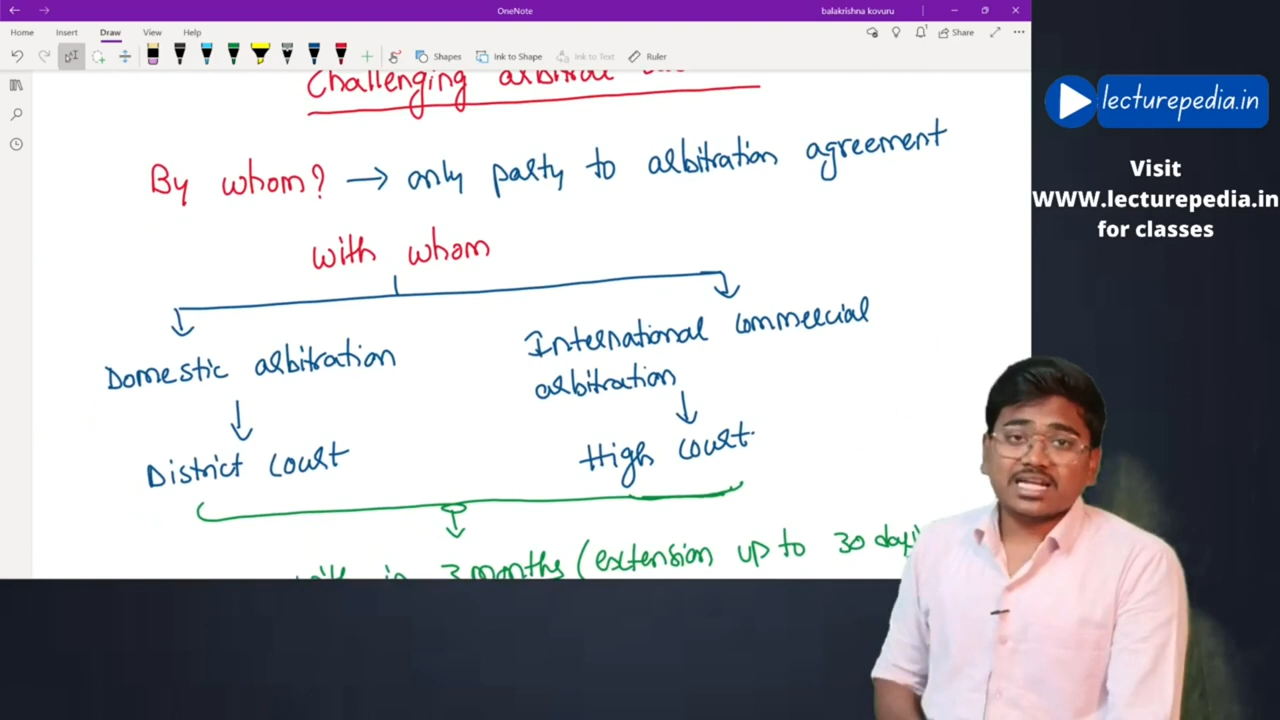 OneNote
balakrishna kovuru
Home Insert Draw View Help
Shapes Ink to Shape Ink to Text Ruler
Share
Challenging arbitral
By whom? → only party to arbitration agreement
with whom
Domestic arbitration
International commercial
arbitration
District court
High court.
in 3 months (extension up to 30 days
lecturepedia.in
Visit
WWW.lecturepedia.in
for classes